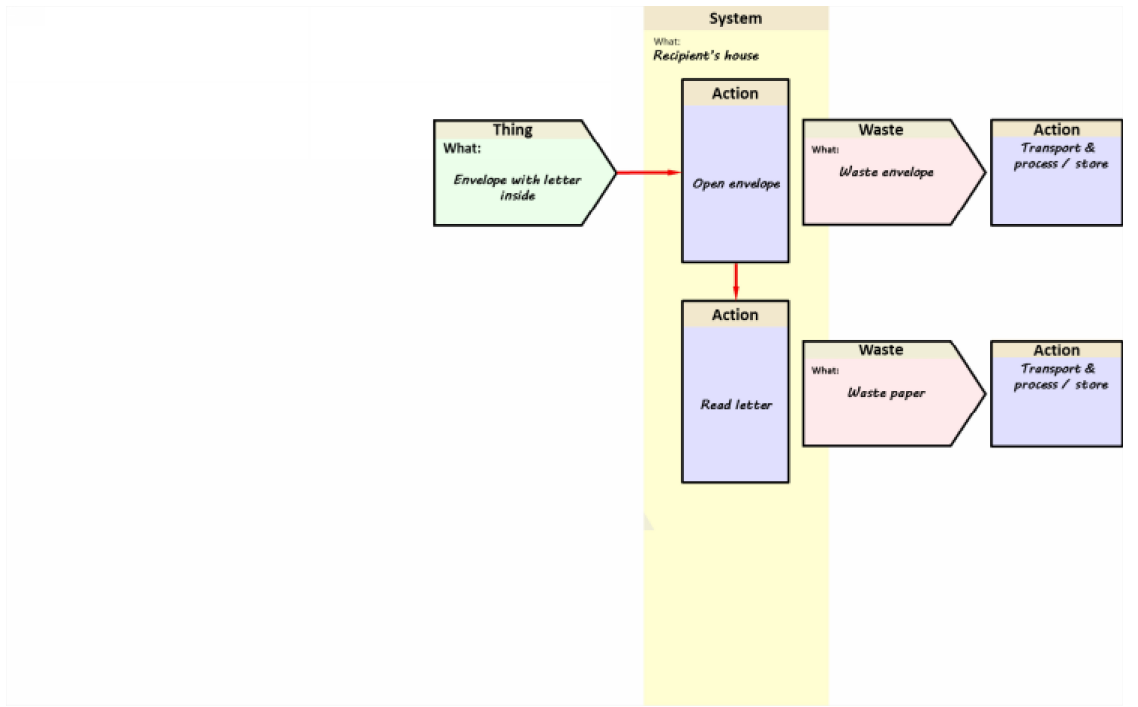 System
What:
Recipient's house
Action
Open envelope
Thing
What:
Envelope with letter
inside
Waste
What:
Waste envelope
Action
Transport &
process / store
Action
Read letter
Waste
What:
Waste paper
Action
Transport &
process / store